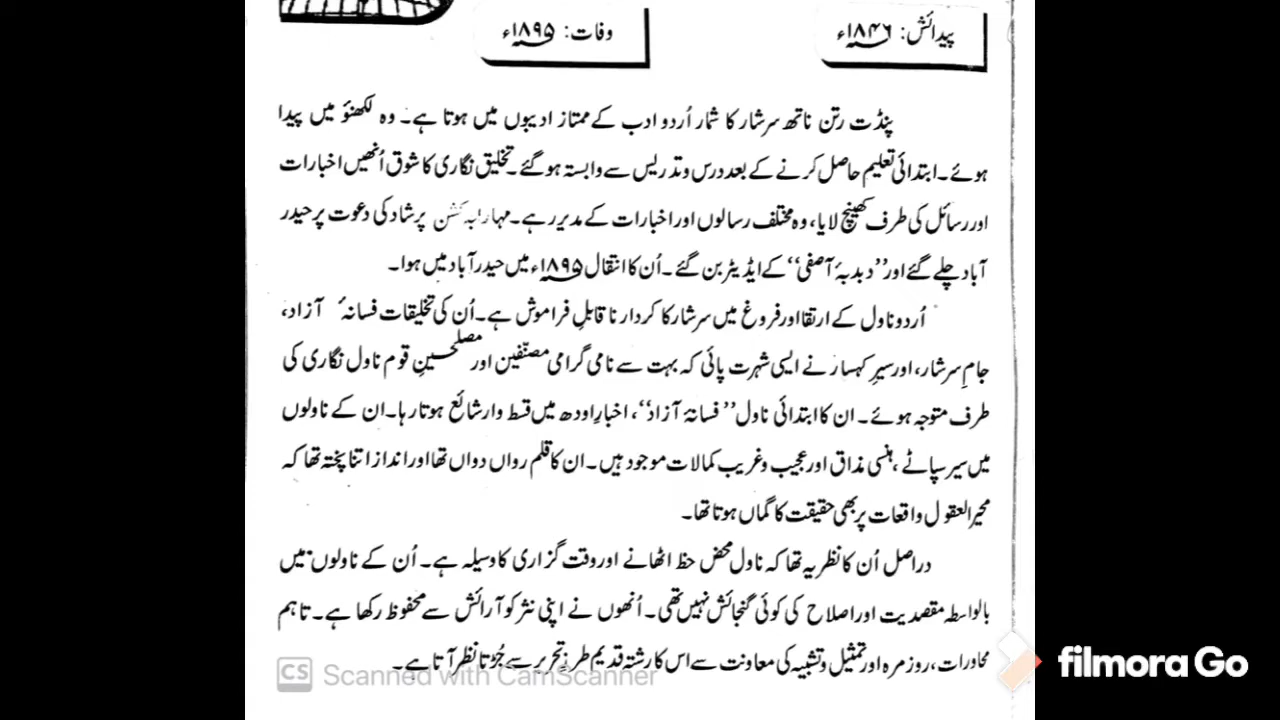 پیدائش: ۱۸۴۶ء
وفات: ۱۸۹۵ء
پنڈت رتن ناتھ سرشار کا شمار اُردو ادب کے ممتاز ادیبوں میں ہوتا ہے۔ وہ لکھنؤ میں پیدا
ہوئے۔ ابتدائی تعلیم حاصل کرنے کے بعد درس و تدریس سے وابستہ ہوگئے۔ تخلیق نگاری کا شوق اُنھیں اخبارات
اور رسائل کی طرف کھینچ لایا، وہ مختلف رسالوں اور اخبارات کے مدیر رہے۔ مہاراجہ کشن پرشاد کی دعوت پر حیدر
آباد چلے گئے اور ’’دبدبۂ آصفی‘‘ کے ایڈیٹر بن گئے۔ اُن کا انتقال ۱۸۹۵ء میں حیدرآباد میں ہوا۔
اُردو ناول کے ارتقا اور فروغ میں سرشار کا کردار ناقابلِ فراموش ہے۔ اُن کی تخلیقات فسانۂ آزاد،
جامِ سرشار، اور سیرِ کہسار نے ایسی شہرت پائی کہ بہت سے نامی گرامی مصنّفین اور مصلحینِ قوم ناول نگاری کی
طرف متوجہ ہوئے۔ ان کا ابتدائی ناول ’’فسانۂ آزاد‘‘، اخبارِ اودھ میں قسط وار شائع ہوتا رہا۔ ان کے ناولوں
میں سیر سپاٹے، ہنسی مذاق اور عجیب و غریب کمالات موجود ہیں۔ ان کا قلم رواں دواں تھا اور انداز اتنا پختہ تھا کہ
محیرالعقول واقعات پر بھی حقیقت کا گماں ہوتا تھا۔
دراصل اُن کا نظریہ تھا کہ ناول محض حظ اٹھانے اور وقت گزاری کا وسیلہ ہے۔ اُن کے ناولوں میں
بالواسطہ مقصدیت اور اصلاح کی کوئی گنجائش نہیں تھی۔ اُنھوں نے اپنی نثر کو آرائش سے محفوظ رکھا ہے۔ تاہم
محاورات، روزمرہ اور تمثیل و تشبیہ کی معاونت سے اس کا رشتہ قدیم طرزِ تحریر سے جُڑتا نظر آتا ہے۔
CS Scanned with CamScanner
filmora Go